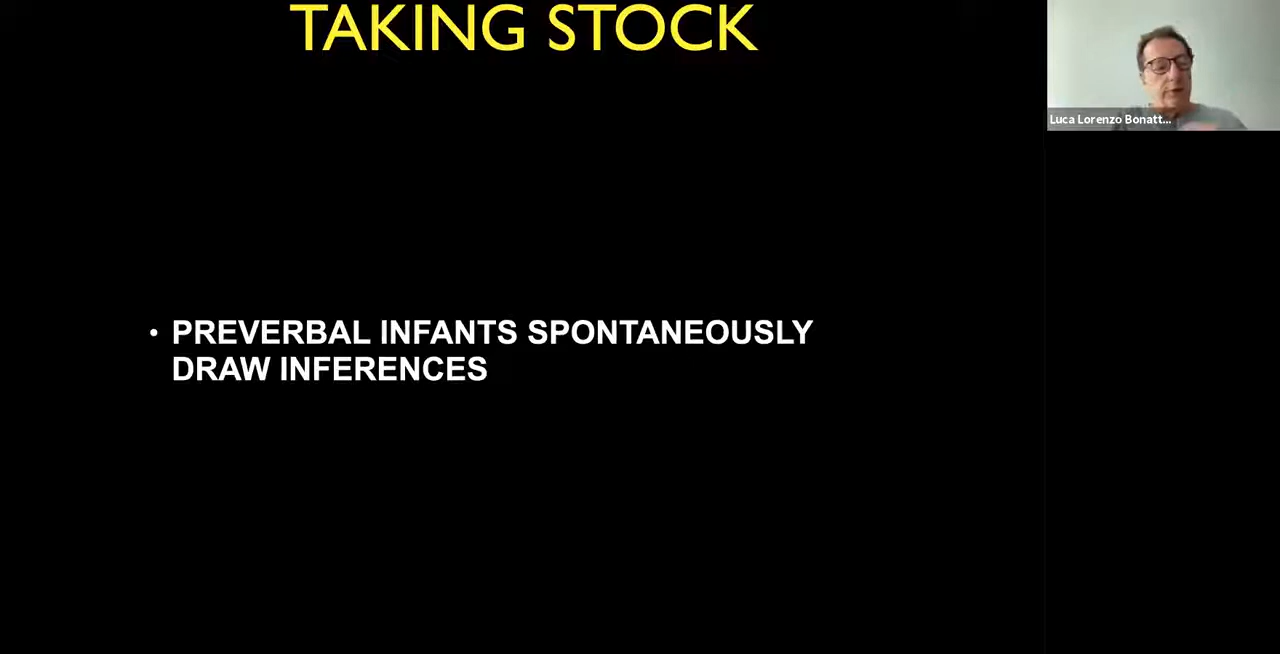 TAKING STOCK
Luca Lorenzo Bonatt...
• PREVERBAL INFANTS SPONTANEOUSLY
DRAW INFERENCES